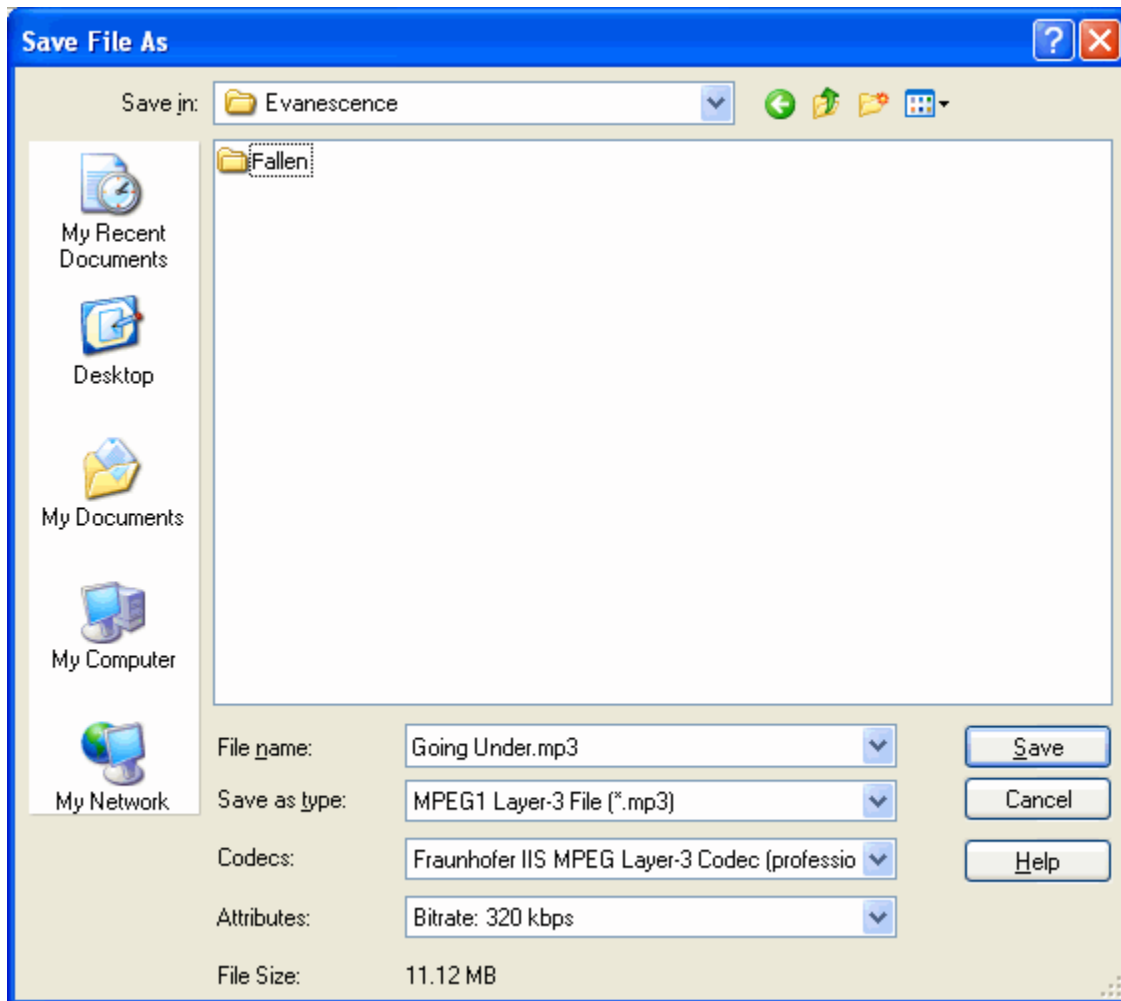 Save File As
Save in:
Evanescence
Fallen
My Recent
Documents
Desktop
My Documents
My Computer
My Network
File name:
Going Under.mp3
Save
Save as type:
MPEG1 Layer-3 File (*.mp3)
Cancel
Codecs:
Fraunhofer IIS MPEG Layer-3 Codec (professio
Help
Attributes:
Bitrate: 320 kbps
File Size:
11.12 MB